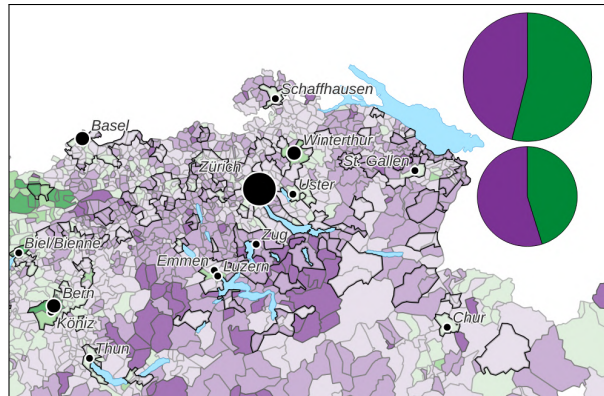 Schaffhausen
Basel
Winterthur
Zürich
St. Gallen
Uster
Zug
Biel/Bienne
Emmen
Luzern
Bern
Köniz
Chur
Thun